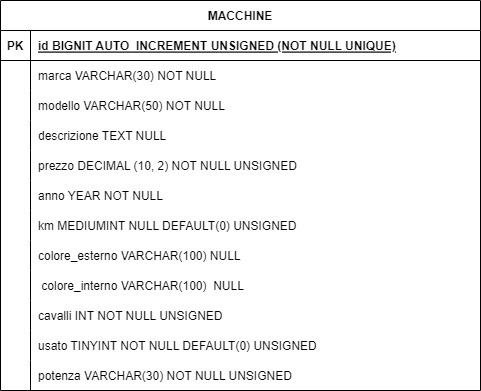 MACCHINE
PK id BIGNIT AUTO_INCREMENT UNSIGNED (NOT NULL UNIQUE)
marca VARCHAR(30) NOT NULL
modello VARCHAR(50) NOT NULL
descrizione TEXT NULL
prezzo DECIMAL (10, 2) NOT NULL UNSIGNED
anno YEAR NOT NULL
km MEDIUMINT NULL DEFAULT(0) UNSIGNED
colore_esterno VARCHAR(100) NULL
colore_interno VARCHAR(100) NULL
cavalli INT NOT NULL UNSIGNED
usato TINYINT NOT NULL DEFAULT(0) UNSIGNED
potenza VARCHAR(30) NOT NULL UNSIGNED